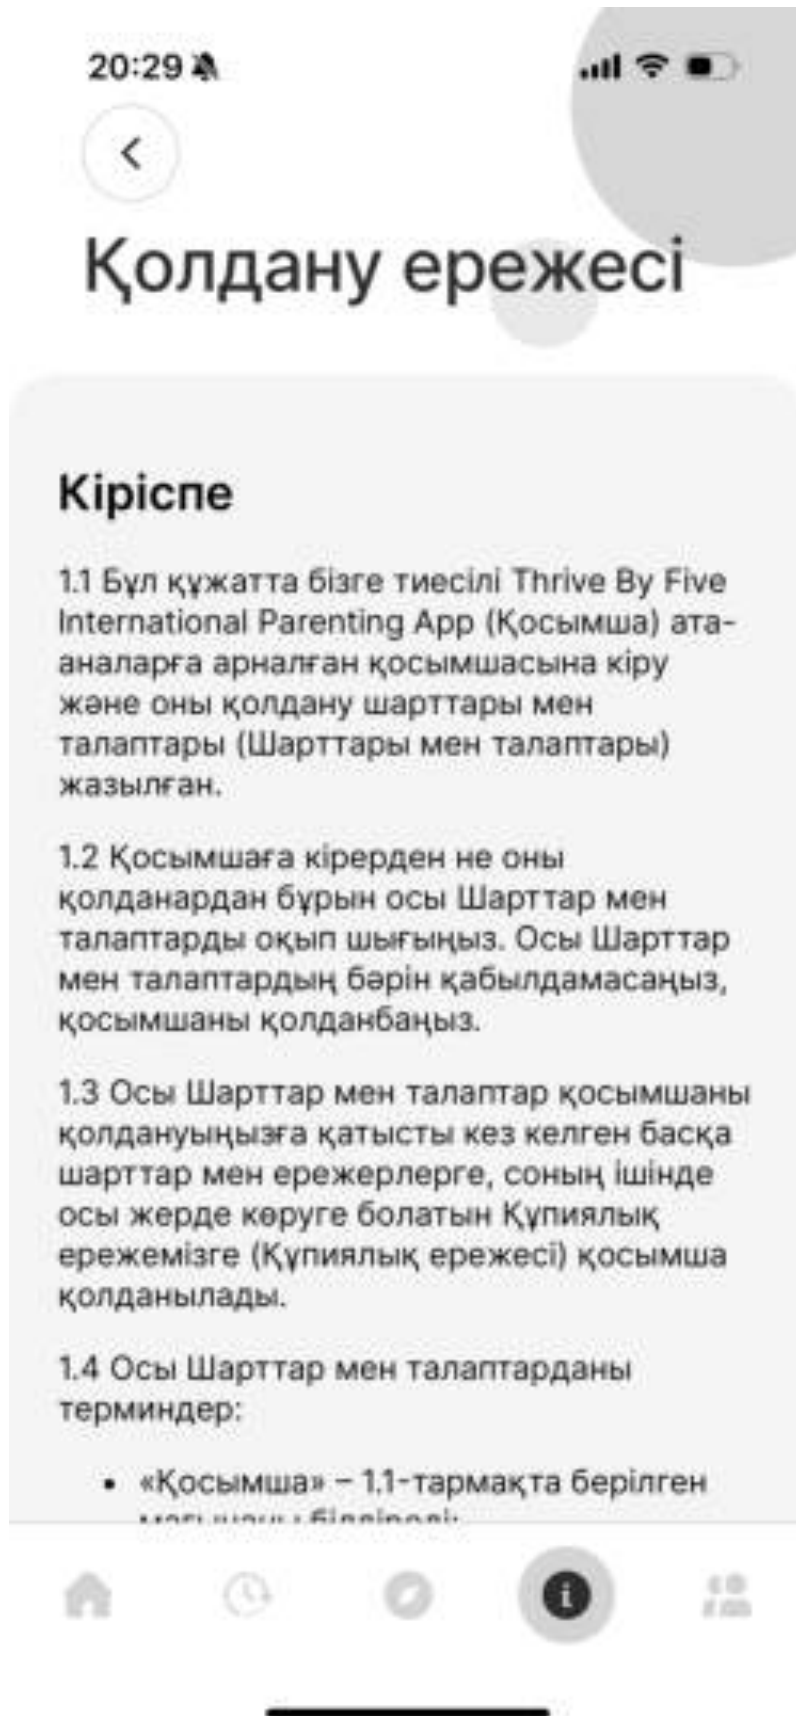 20:29
Қолдану ережесі
Кіріспе
1.1 Бұл құжатта бізге тиесілі Thrive By Five
International Parenting App (Қосымша) ата-
аналарға арналған қосымшасына кіру
және оны қолдану шарттары мен
талаптары (Шарттары мен талаптары)
жазылған.
1.2 Қосымшаға кірерден не оны
қолданардан бұрын осы Шарттар мен
талаптарды оқып шығыңыз. Осы Шарттар
мен талаптардың бәрін қабылдамасаңыз,
қосымшаны қолданбаңыз.
1.3 Осы Шарттар мен талаптар қосымшаны
қолдануыңызға қатысты кез келген басқа
шарттар мен ережерлерге, соның ішінде
осы жерде көруге болатын Құпиялық
ережемізге (Құпиялық ережесі) қосымша
қолданылады.
1.4 Осы Шарттар мен талаптарданы
терминдер:
• «Қосымша» – 1.1-тармақта берілген